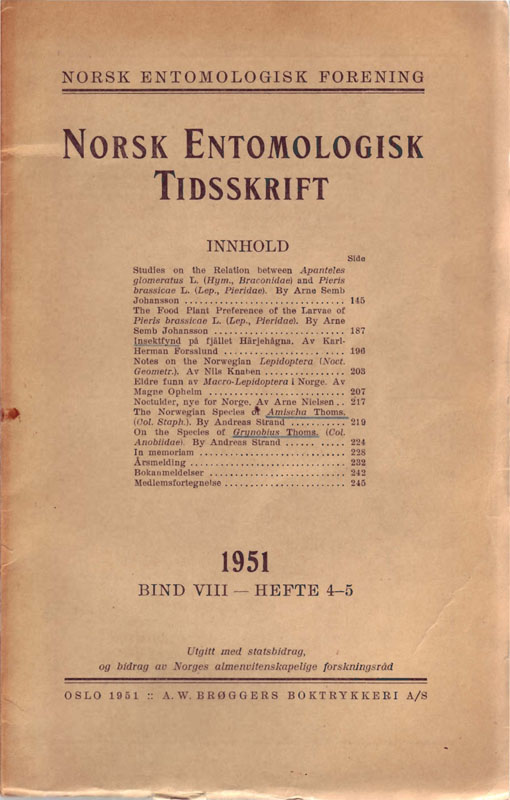 NORSK ENTOMOLOGISK FORENING
NORSK ENTOMOLOGISK
TIDSSKRIFT
INNHOLD
Side
Studies on the Relation between Apanteles
glomeratus L. (Hym., Braconidae) and Pieris
brassicae L. (Lep., Pieridae). By Arne Semb
Johansson ................................ 145
The Food Plant Preference of the Larvae of
Pieris brassicae L. (Lep., Pieridae). By Arne
Semb Johansson ........................... 187
Insektfynd på fjället Härjehågna. Av Karl-
Herman Forsslund ........................ 196
Notes on the Norwegian Lepidoptera (Noct.
Geometr.). Av Nils Knaben ................ 203
Eldre funn av Macro-Lepidoptera i Norge. Av
Magne Opheim ............................ 207
Noctuider, nye for Norge. Av Arne Nielsen .. 217
The Norwegian Species of Amischa Thoms.
(Col. Staph.). By Andreas Strand ........... 219
On the Species of Grynobius Thoms. (Col.
Anobiidae). By Andreas Strand ............ 224
In memoriam .............................. 228
Årsmelding ................................ 232
Bokanmeldelser ............................ 242
Medlemsfortegnelse ........................ 245
1951
BIND VIII — HEFTE 4-5
Utgitt med statsbidrag,
og bidrag av Norges almenvitenskapelige forskningsråd
OSLO 1951 :: A. W. BRØGGERS BOKTRYKKERI A/S